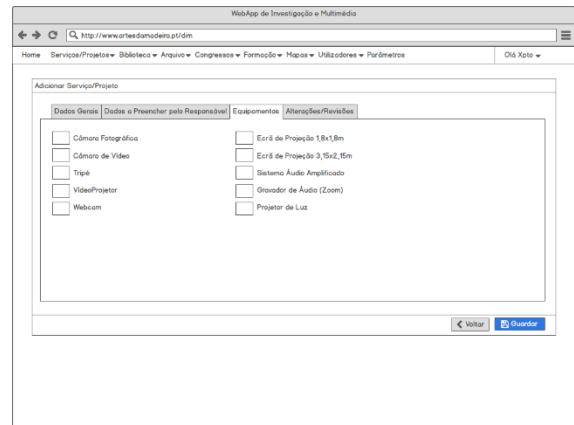 WebApp de Investigação e Multimédia
http://www.artesdamadeira.pt/dim
Home Serviços/Projetos Biblioteca Arquivo Congressos Formação Mapas Utilizadores Parâmetros Olá Xpto
Adicionar Serviço/Projeto
Dados Gerais Dados a Preencher pelo Responsável Equipamentos Alterações/Revisões
Câmara Fotográfica Ecrã de Projeção 1,8x1,8m
Câmara de Vídeo Ecrã de Projeção 3,15x2,15m
Tripé Sistema Áudio Amplificado
VídeoProjetor Gravador de Áudio (Zoom)
Webcam Projetor de Luz
Voltar Guardar